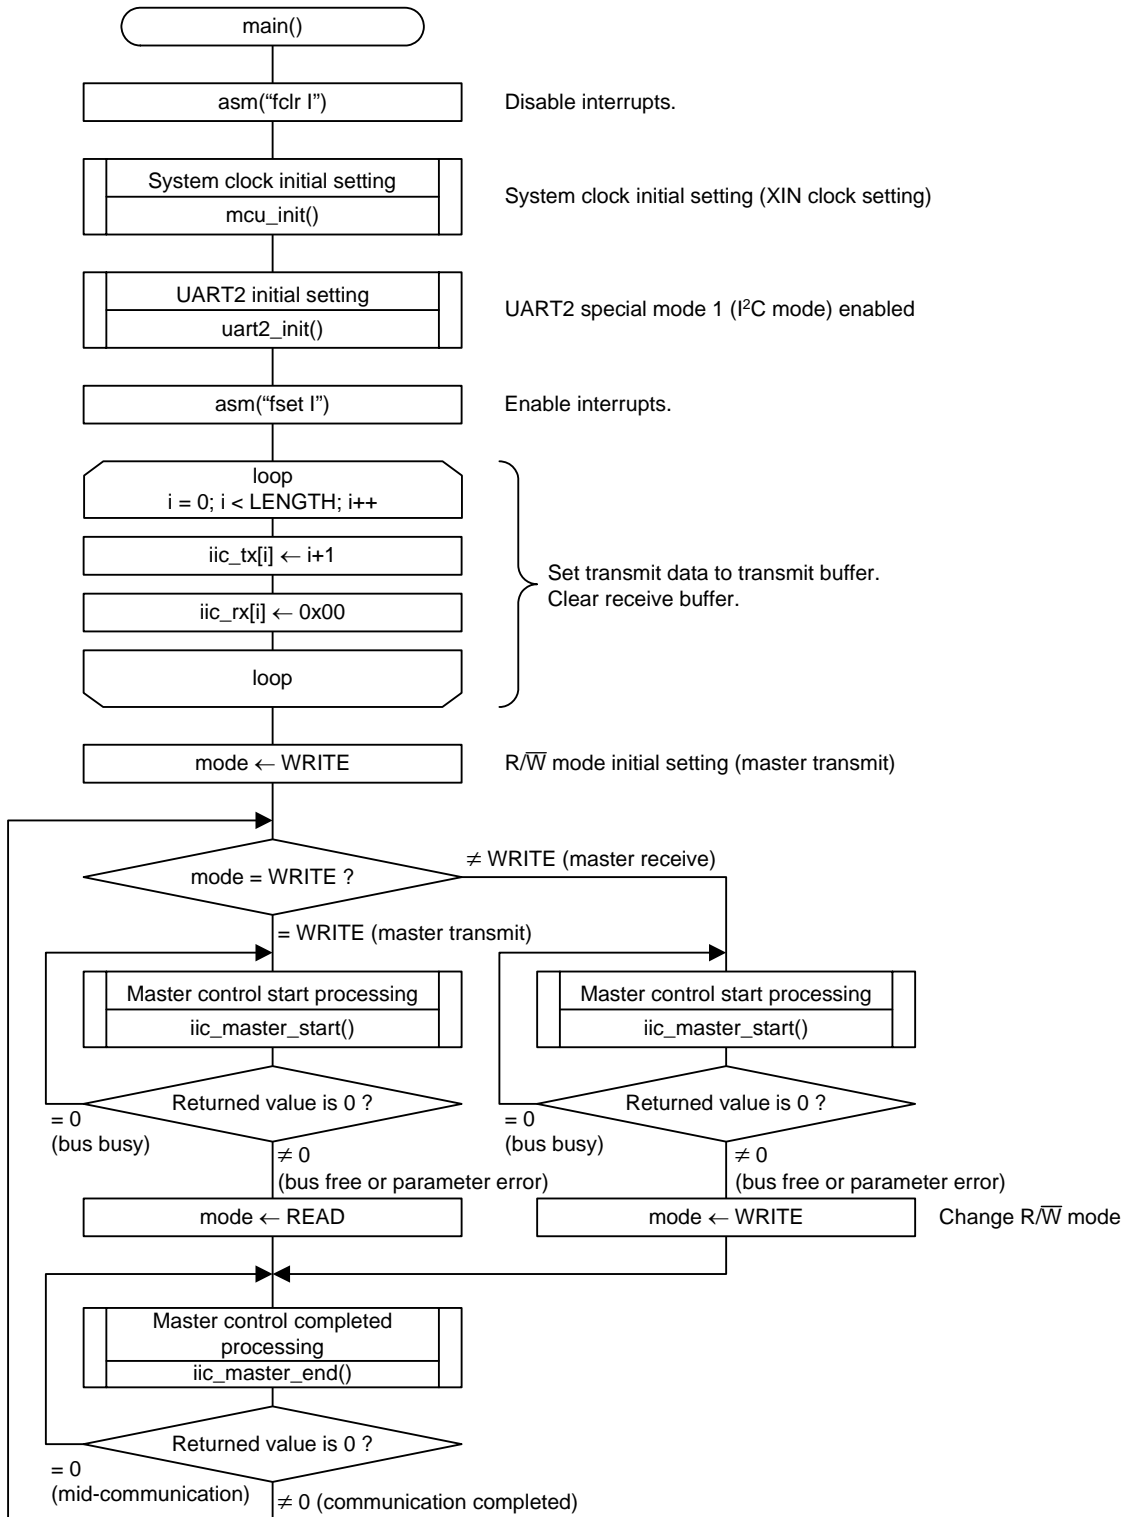 main()
asm(“fclr I”)
Disable interrupts.
System clock initial setting
mcu_init()
System clock initial setting (XIN clock setting)
UART2 initial setting
uart2_init()
UART2 special mode 1 (I²C mode) enabled
asm(“fset I”)
Enable interrupts.
loop
i = 0; i < LENGTH; i++
iic_tx[i] ← i+1
iic_rx[i] ← 0x00
loop
Set transmit data to transmit buffer.
Clear receive buffer.
mode ← WRITE
R/W̅ mode initial setting (master transmit)
mode = WRITE ?
≠ WRITE (master receive)
= WRITE (master transmit)
Master control start processing
iic_master_start()
Master control start processing
iic_master_start()
Returned value is 0 ?
= 0
(bus busy)
≠ 0
(bus free or parameter error)
Returned value is 0 ?
= 0
(bus busy)
≠ 0
(bus free or parameter error)
mode ← READ
mode ← WRITE
Change R/W̅ mode
Master control completed
processing
iic_master_end()
Returned value is 0 ?
= 0
(mid-communication)
≠ 0 (communication completed)